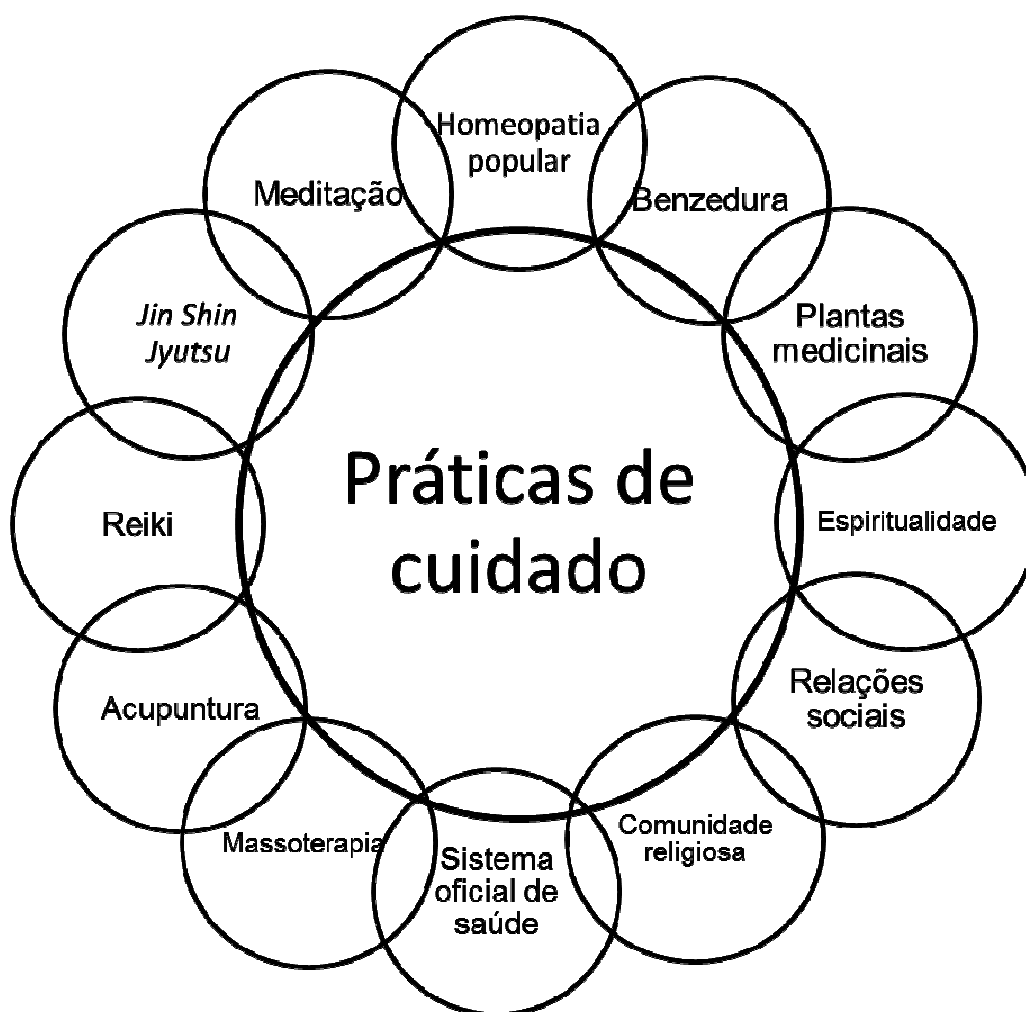 Homeopatia
popular
Benzedura
Plantas
medicinais
Espiritualidade
Relações
sociais
Comunidade
religiosa
Sistema
oficial de
saúde
Massoterapia
Acupuntura
Reiki
Jin Shin
Jyutsu
Meditação
Práticas de
cuidado